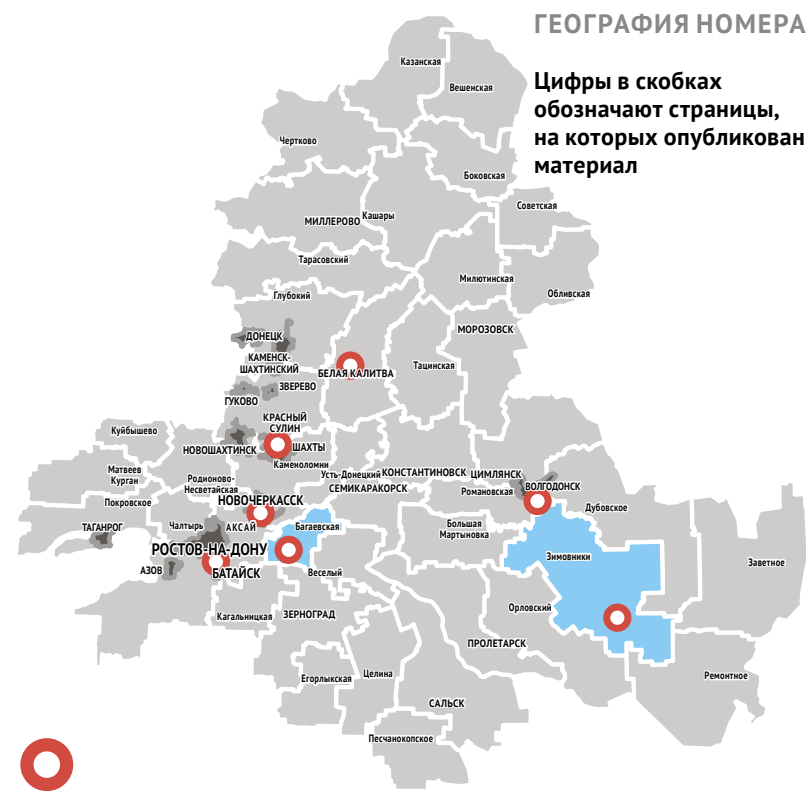 ГЕОГРАФИЯ НОМЕРА
Цифры в скобках
обозначают страницы,
на которых опубликован
материал
Казанская
Вешенская
Чертково
Боковская
Советская
МИЛЛЕРОВО
Кашары
Тарасовский
Милютинская
Обливская
Глубокий
МОРОЗОВСК
ДОНЕЦК
КАМЕНСК-
ШАХТИНСКИЙ
БЕЛАЯ КАЛИТВА
Тацинская
ЗВЕРЕВО
ГУКОВО
КРАСНЫЙ
СУЛИН
Куйбышево
НОВОШАХТИНСК
ШАХТЫ
Каменоломни
Матвеев
Курган
Родионово-
Несветайская
Усть-Донецкий
КОНСТАНТИНОВСК
ЦИМЛЯНСК
СЕМИКАРАКОРСК
Романовская
ВОЛГОДОНСК
Покровское
НОВОЧЕРКАССК
Дубовское
ТАГАНРОГ
Чалтырь
АКСАЙ
Багаевская
Большая
Мартыновка
РОСТОВ-НА-ДОНУ
Зимовники
АЗОВ
БАТАЙСК
Веселый
Заветное
Кагальницкая
ЗЕРНОГРАД
Орловский
ПРОЛЕТАРСК
Егорлыкская
Целина
Ремонтное
САЛЬСК
Песчанокопское